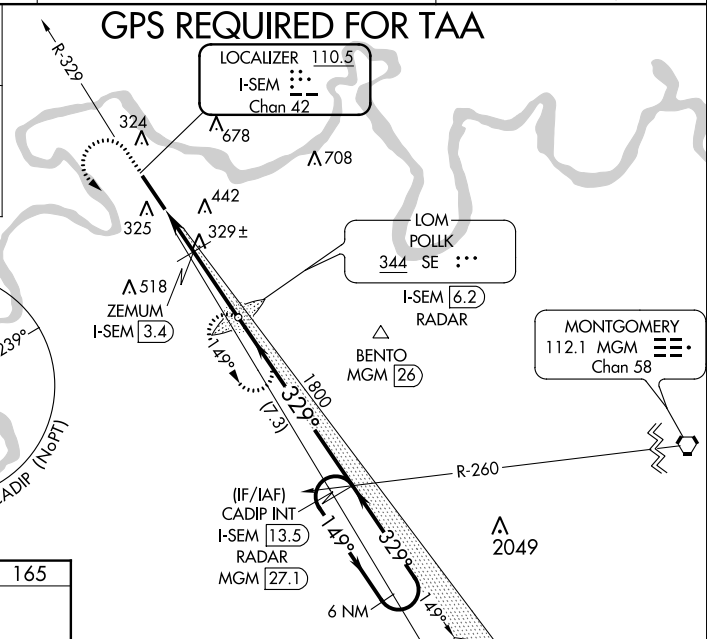 GPS REQUIRED FOR TAA
R-329
LOCALIZER 110.5
I-SEM
Chan 42
324
678
708
442
325
329±
LOM
POLLK
344 SE
I-SEM 6.2
RADAR
518
ZEMUM
I-SEM 3.4
BENTO
MGM 26
MONTGOMERY
112.1 MGM
Chan 58
239°
CADIP (NoPT)
149°
(7.3)
1800
329°
R-260
(IF/IAF)
CADIP INT
I-SEM 13.5
RADAR
MGM 27.1
149°
329°
2049
6 NM
149°
165